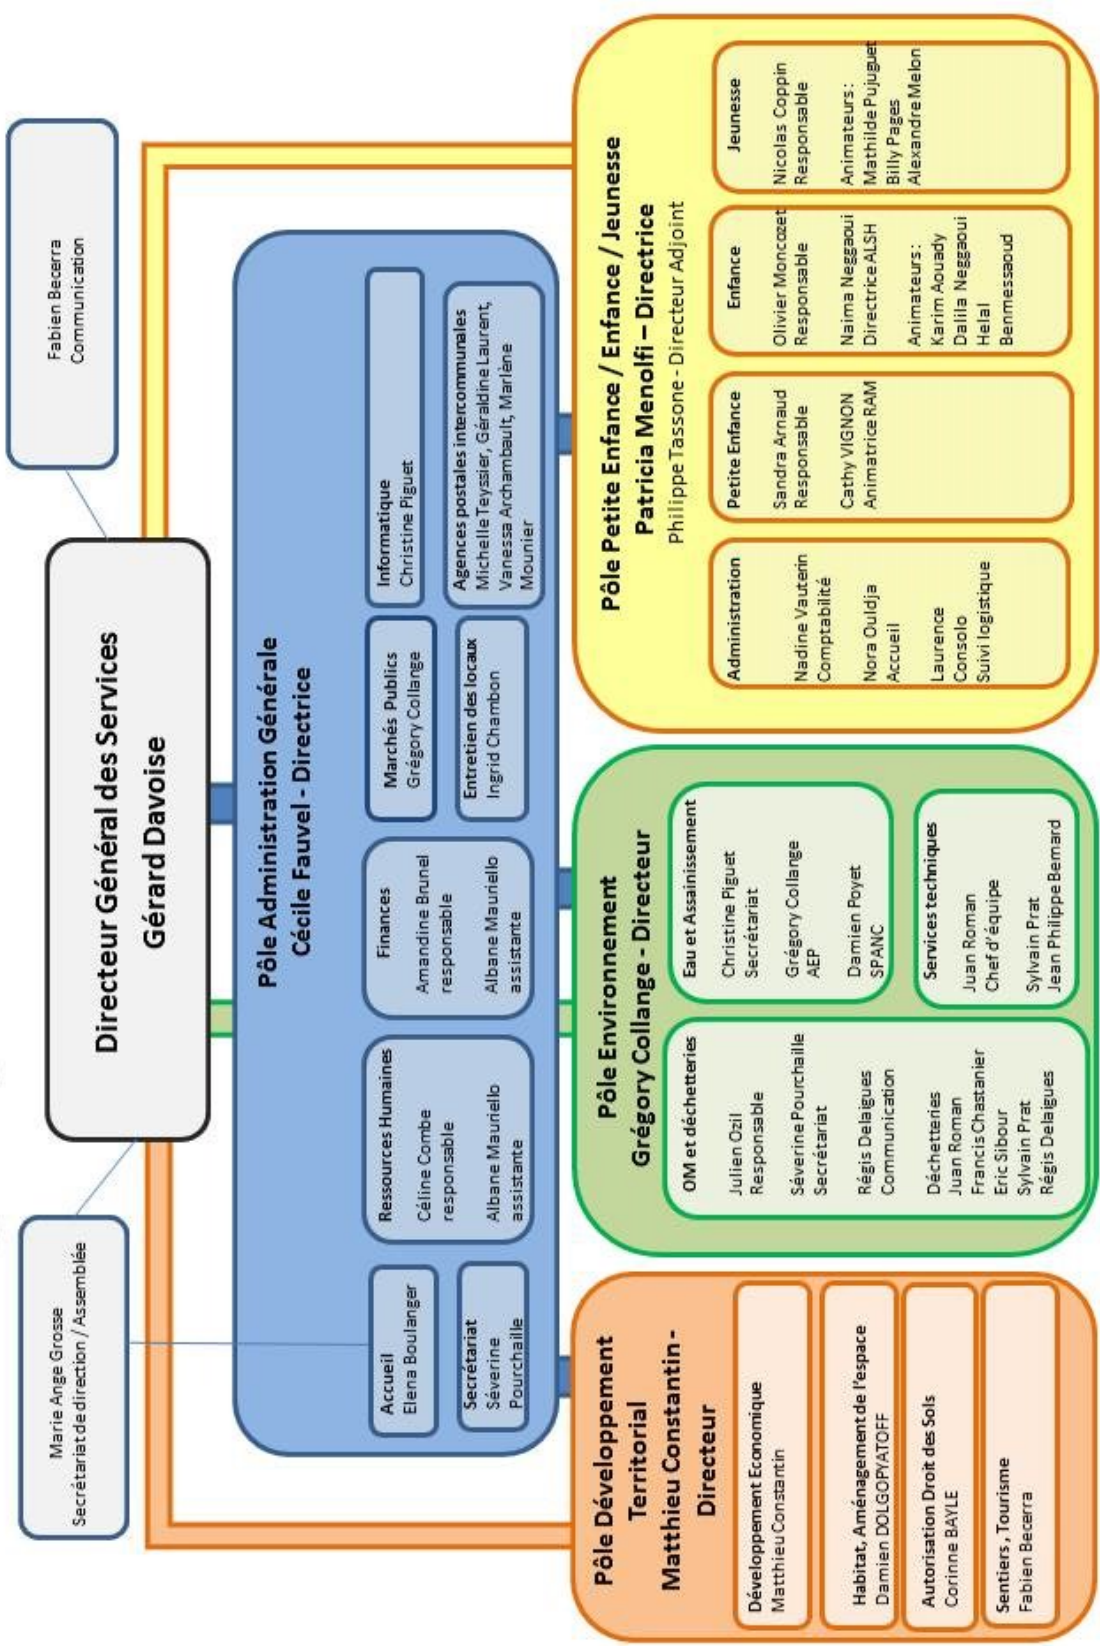 Marie Ange Grosse
Secrétariat de direction / Assemblée
Directeur Général des Services
Gérard Davoise
Fabien Becerra
Communication
Pôle Administration Générale
Cécile Fauvel - Directrice
Accueil
Elena Boulanger
Secrétariat
Séverine
Pourchaille
Ressources Humaines
Céline Combe
responsable
Albane Mauriello
assistante
Finances
Amandine Brunel
responsable
Albane Mauriello
assistante
Marchés Publics
Grégory Collange
Entretien des locaux
Ingrid Chambon
Informatique
Christine Piguet
Agences postales intercommunales
Michelle Teyssier, Géraldine Laurent,
Vanessa Archambault, Marlène
Mounier
Pôle Développement
Territorial
Matthieu Constantin -
Directeur
Développement Economique
Matthieu Constantin
Habitat, Aménagement de l'espace
Damien DOLGOPYATOFF
Autorisation Droit des Sols
Corinne BAYLE
Sentiers , Tourisme
Fabien Becerra
Pôle Environnement
Grégory Collange - Directeur
OM et déchetteries
Julien Ozil
Responsable
Séverine Pourchaille
Secrétariat
Régis Delaigues
Communication
Déchetteries
Juan Roman
Francis Chastanier
Eric Sibour
Sylvain Prat
Régis Delaigues
Eau et Assainissement
Christine Piguet
Secrétariat
Grégory Collange
AEP
Damien Poyet
SPANC
Services techniques
Juan Roman
Chef d'équipe
Sylvain Prat
Jean Philippe Bernard
Pôle Petite Enfance / Enfance / Jeunesse
Patricia Menolfi – Directrice
Philippe Tassone - Directeur Adjoint
Administration
Nadine Vauterin
Comptabilité
Nora Ouldja
Accueil
Laurence
Consolo
Suivi logistique
Petite Enfance
Sandra Arnaud
Responsable
Cathy VIGNON
Animatrice RAM
Enfance
Olivier Moncozet
Responsable
Naima Neggaoui
Directrice ALSH
Animateurs :
Karim Aouady
Dalila Neggaoui
Helal
Benmessaoud
Jeunesse
Nicolas Coppin
Responsable
Animateurs :
Mathilde Pujuguet
Billy Pages
Alexandre Melon